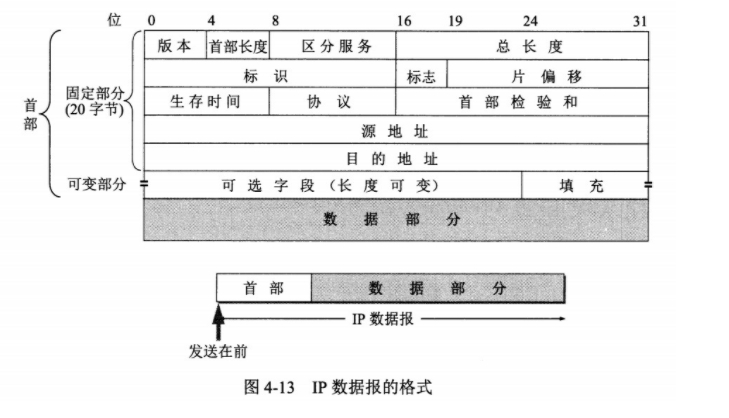 位 0 4 8 16 19 24 31
版本 首部长度 区分服务 总长度
标识 标志 片偏移
生存时间 协议 首部检验和
源地址
目的地址
可选字段（长度可变） 填充
数据部分
首部
固定部分
(20 字节)
可变部分
首部 数据部分
IP 数据报
发送在前
图 4-13 IP 数据报的格式